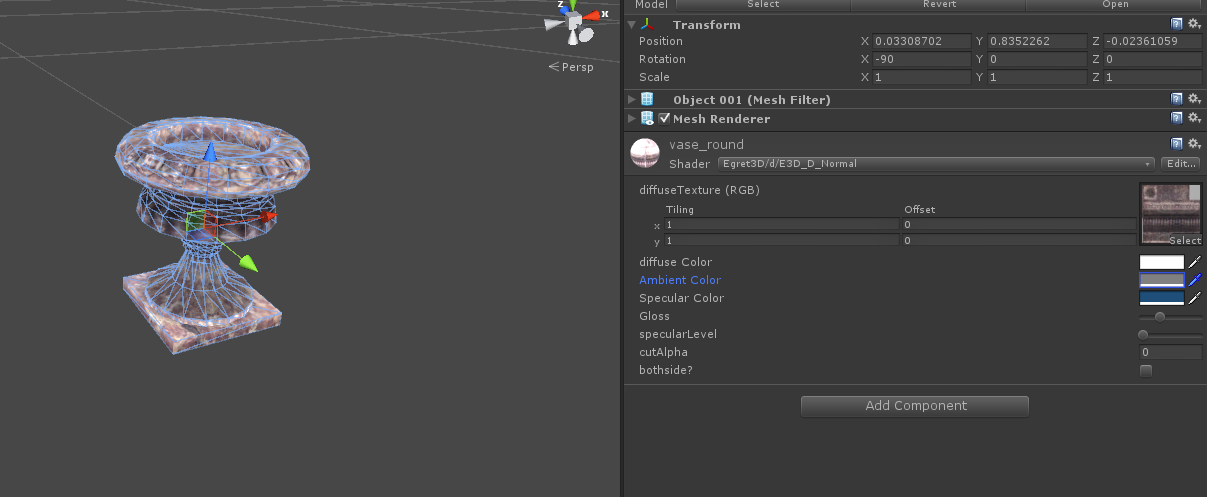 z
x
Persp
Model Select Revert Open
Transform
Position X 0.03308702 Y 0.8352262 Z -0.02361059
Rotation X -90 Y 0 Z 0
Scale X 1 Y 1 Z 1
Object 001 (Mesh Filter)
Mesh Renderer
vase_round
Shader Egret3D/d/E3D_D_Normal Edit...
diffuseTexture (RGB)
Tiling Offset
x 1 0
y 1 0
Select
diffuse Color
Ambient Color
Specular Color
Gloss
specularLevel
cutAlpha 0
bothside?
Add Component